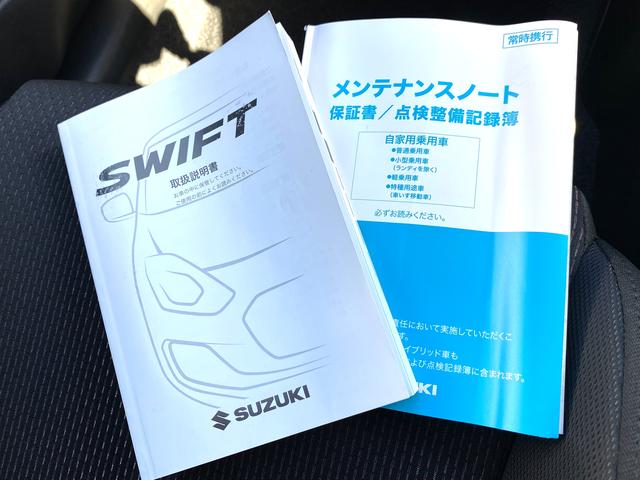 SWIFT
取扱説明書
お車の中に保管してください。
ご使用の前によくお読みください。
SUZUKI
常時携行
メンテナンスノート
保証書／点検整備記録簿
自家用乗用車
●普通乗用車
●小型乗用車
(ランディを除く)
●軽乗用車
●特種用途車
(車いす移動車)
必ずお読みください。
責任において実施していただくこ
す。
イブリッド車も
および点検記録簿に含まれます。
UKI